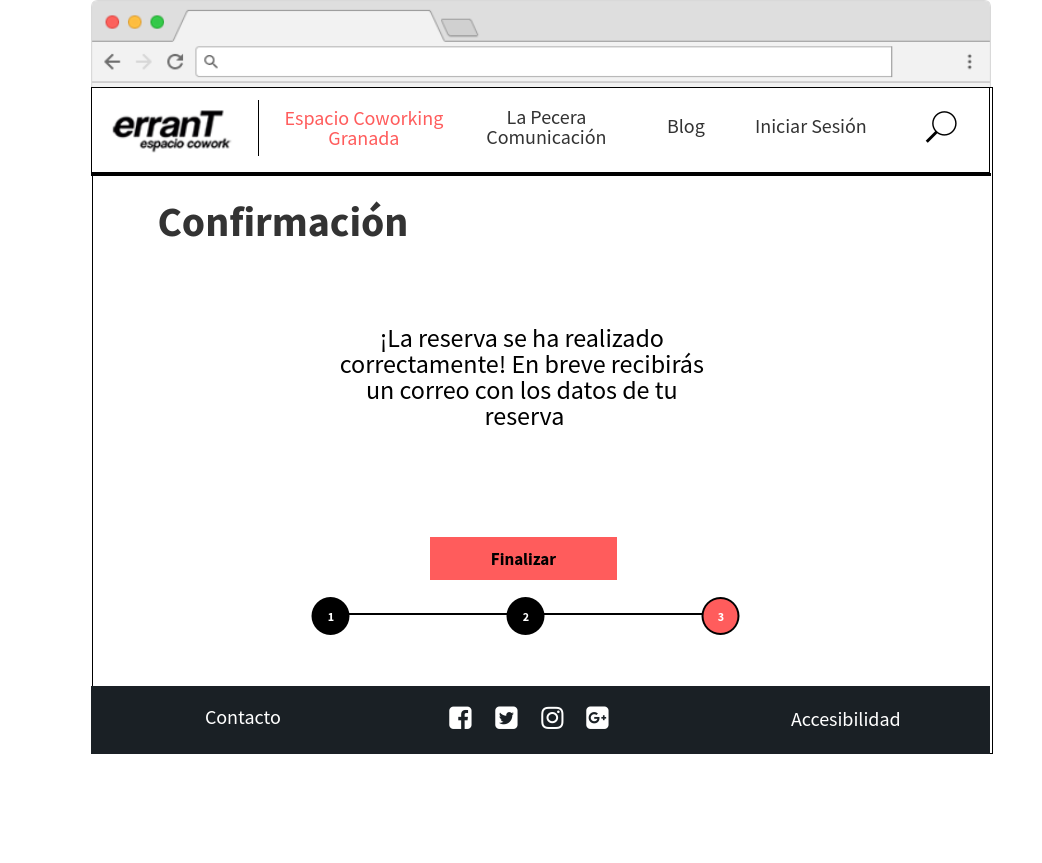 erranT
espacio cowork
Espacio Coworking
Granada
La Pecera
Comunicación
Blog
Iniciar Sesión
Confirmación
¡La reserva se ha realizado
correctamente! En breve recibirás
un correo con los datos de tu
reserva
Finalizar
1
2
3
Contacto
G+
Accesibilidad